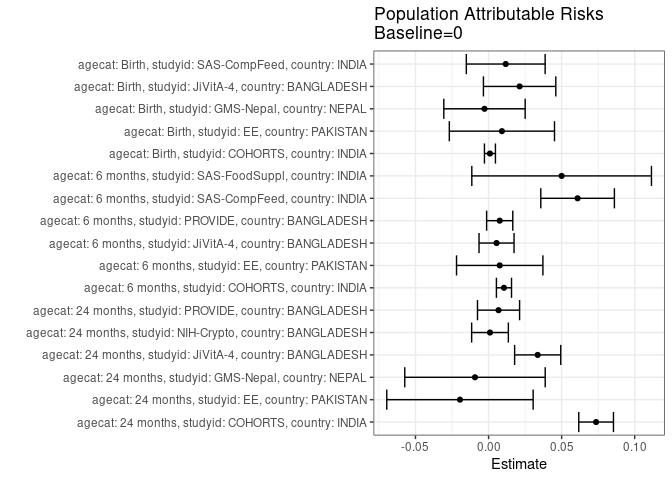 Population Attributable Risks
Baseline=0
agecat: Birth, studyid: SAS-CompFeed, country: INDIA
agecat: Birth, studyid: JiVitA-4, country: BANGLADESH
agecat: Birth, studyid: GMS-Nepal, country: NEPAL
agecat: Birth, studyid: EE, country: PAKISTAN
agecat: Birth, studyid: COHORTS, country: INDIA
agecat: 6 months, studyid: SAS-FoodSuppl, country: INDIA
agecat: 6 months, studyid: SAS-CompFeed, country: INDIA
agecat: 6 months, studyid: PROVIDE, country: BANGLADESH
agecat: 6 months, studyid: JiVitA-4, country: BANGLADESH
agecat: 6 months, studyid: EE, country: PAKISTAN
agecat: 6 months, studyid: COHORTS, country: INDIA
agecat: 24 months, studyid: PROVIDE, country: BANGLADESH
agecat: 24 months, studyid: NIH-Crypto, country: BANGLADESH
agecat: 24 months, studyid: JiVitA-4, country: BANGLADESH
agecat: 24 months, studyid: GMS-Nepal, country: NEPAL
agecat: 24 months, studyid: EE, country: PAKISTAN
agecat: 24 months, studyid: COHORTS, country: INDIA
-0.05 0.00 0.05 0.10
Estimate